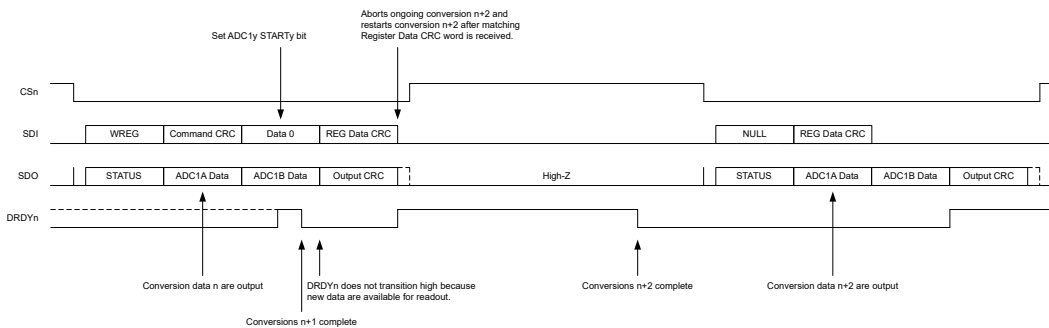 Aborts ongoing conversion n+2 and
restarts conversion n+2 after matching
Register Data CRC word is received.
Set ADC1y STARTy bit
CSn
SDI WREG Command CRC Data 0 REG Data CRC NULL REG Data CRC
SDO STATUS ADC1A Data ADC1B Data Output CRC High-Z STATUS ADC1A Data ADC1B Data Output CRC
DRDYn
Conversion data n are output
DRDYn does not transition high because
new data are available for readout.
Conversions n+2 complete
Conversion data n+2 are output
Conversions n+1 complete